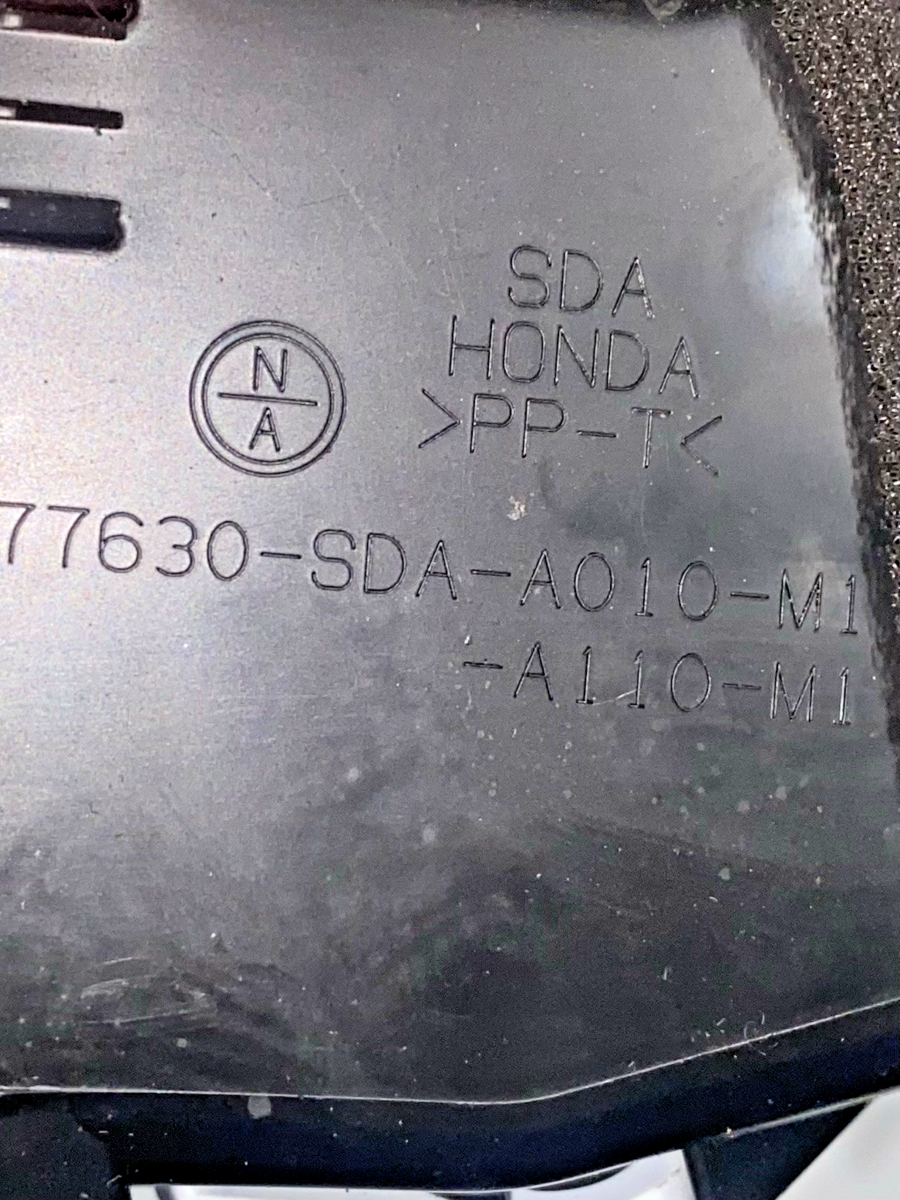 SDA
HONDA
>PP-T<
N
A
77630-SDA-A010-M1
-A110-M1